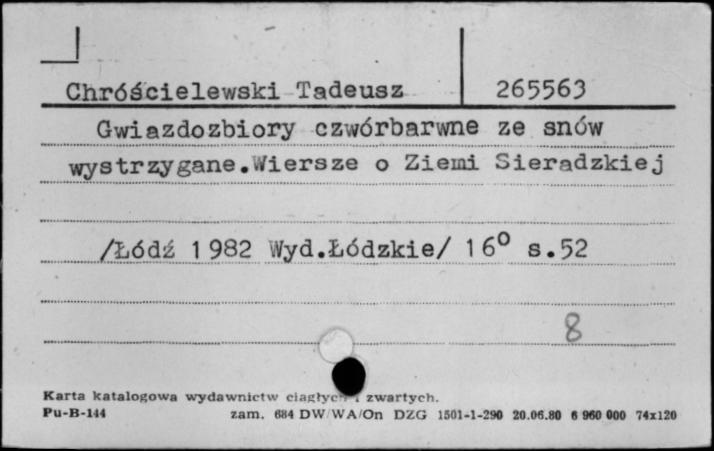 Chróścielewski Tadeusz 265563
Gwiazdozbiory czwórbarwne ze snów
wystrzygane.Wiersze o Ziemi Sieradzkiej
/Łódź 1982 Wyd.Łódzkie/ 16⁰ s.52
8
Karta katalogowa wydawnictw ciągłych i zwartych.
Pu-B-144 zam. 684 DW/WA/On DZG 1501-1-290 20.06.80 6 960 000 74x120